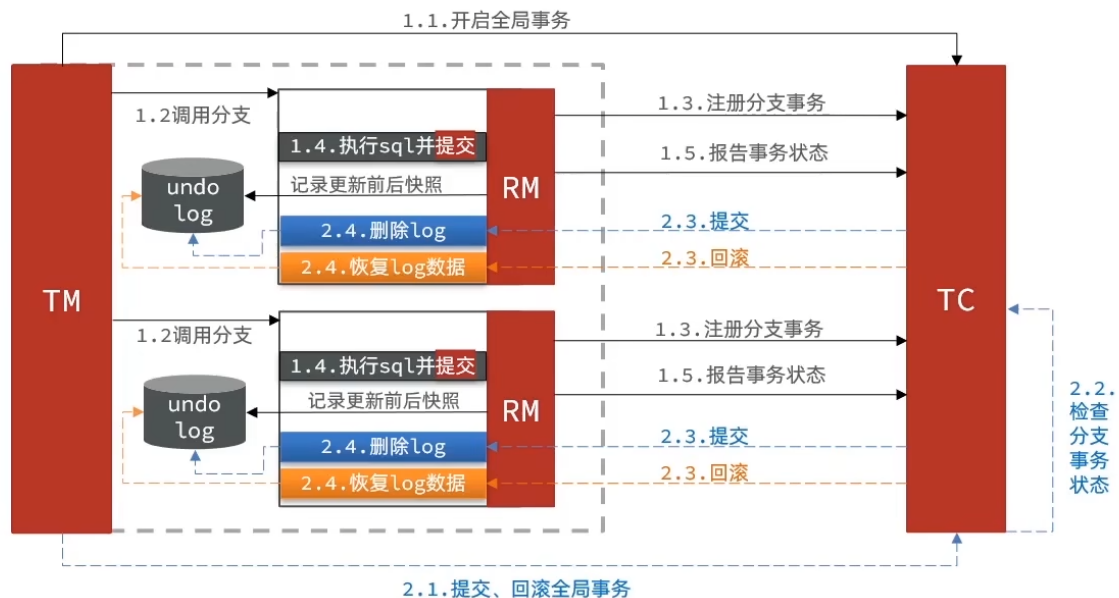 1.1.开启全局事务
TM
1.2调用分支
1.4.执行sql并提交
undo
log
记录更新前后快照
2.4.删除log
2.4.恢复log数据
RM
1.3.注册分支事务
1.5.报告事务状态
2.3.提交
2.3.回滚
TC
1.2调用分支
1.4.执行sql并提交
undo
log
记录更新前后快照
2.4.删除log
2.4.恢复log数据
RM
1.3.注册分支事务
1.5.报告事务状态
2.3.提交
2.3.回滚
2.2.
检查
分支
事务
状态
2.1.提交、回滚全局事务